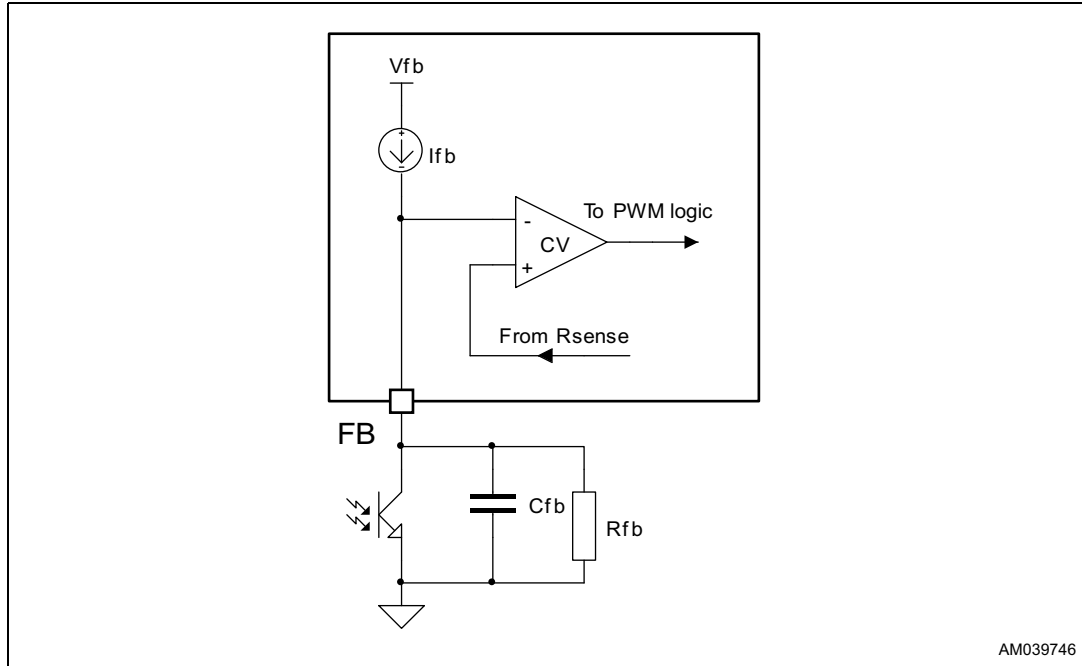 Vfb
Ifb
-
To PWM logic
CV
+
From Rsense
FB
Cfb
Rfb
AM039746